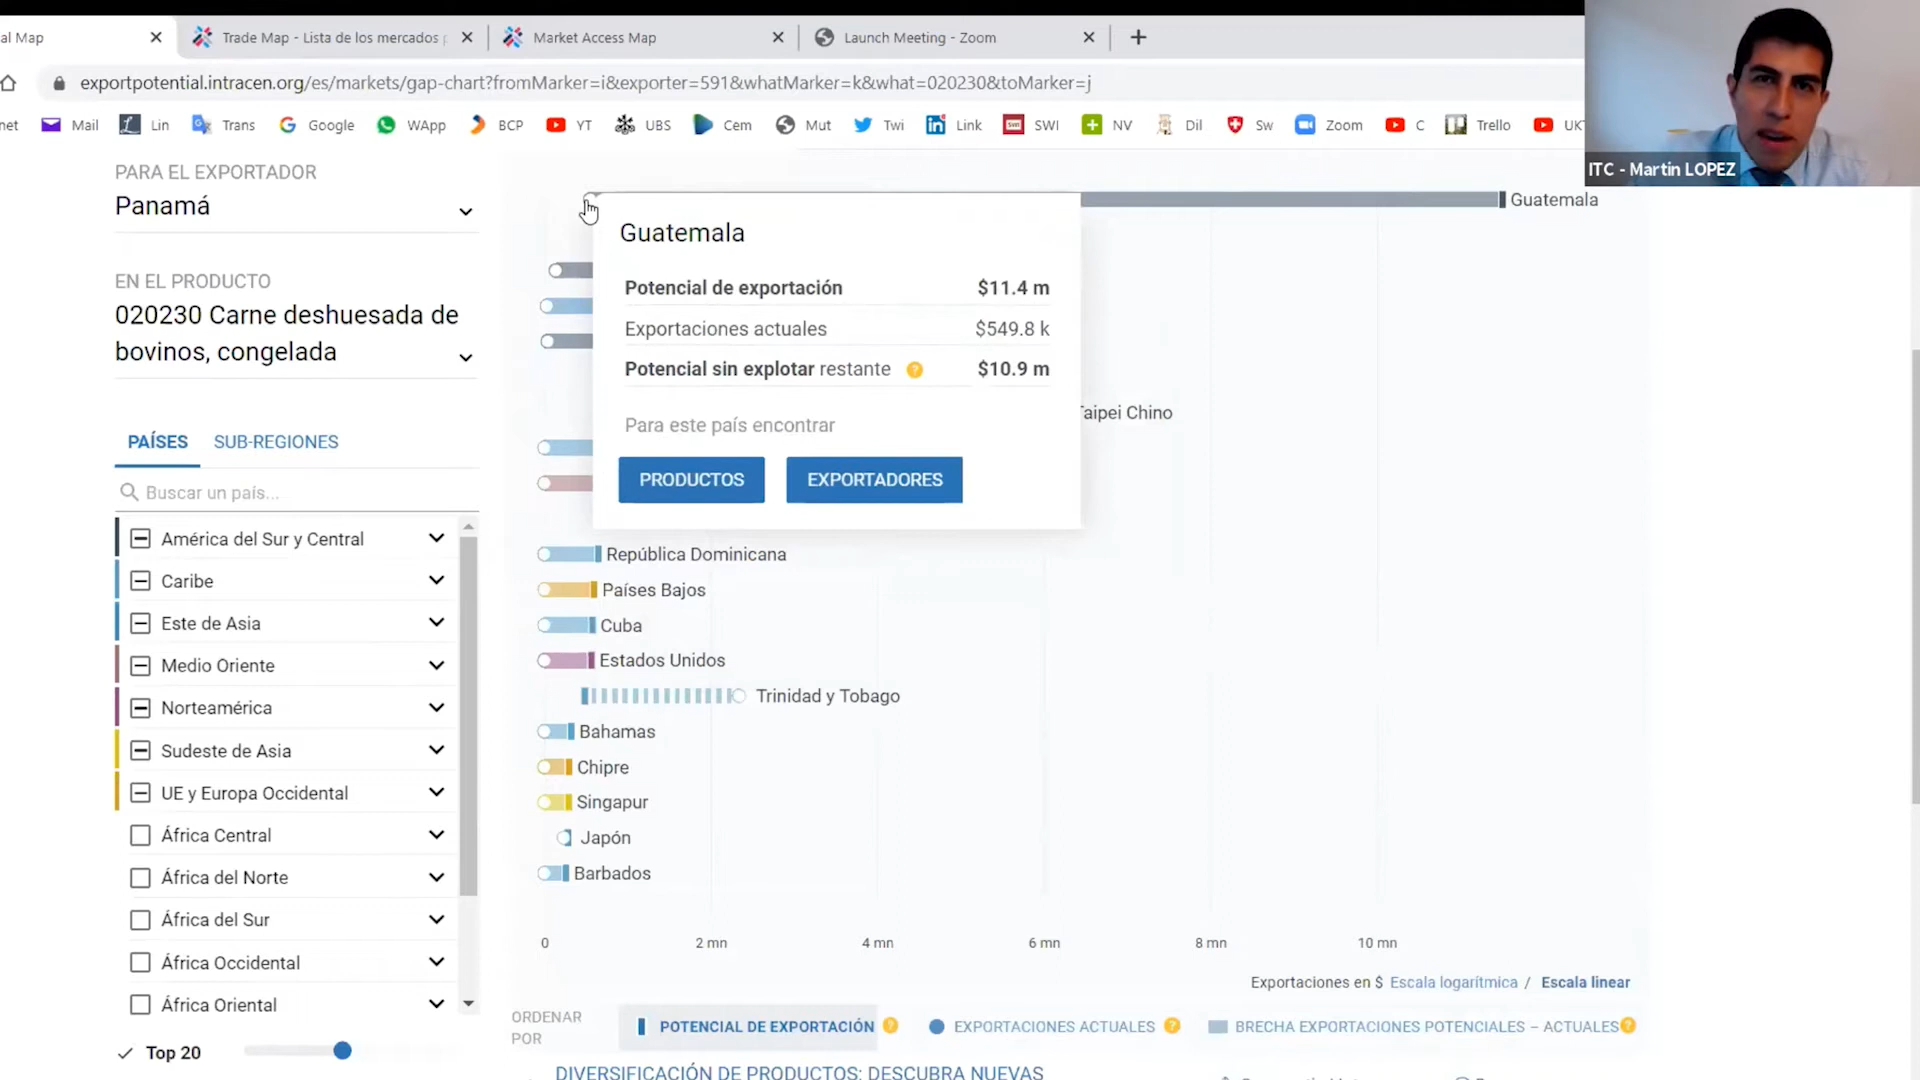 al Map
Trade Map - Lista de los mercados
Market Access Map
Launch Meeting - Zoom
exportpotential.intracen.org/es/markets/gap-chart?fromMarker=i&exporter=591&whatMarker=k&what=020230&toMarker=j
net Mail Lin Trans Google WApp BCP YT UBS Cem Mut Twi Link SWI NV Dil Sw Zoom C Trello UK
ITC - Martin LOPEZ
PARA EL EXPORTADOR
Panamá
EN EL PRODUCTO
020230 Carne deshuesada de
bovinos, congelada
PAÍSES SUB-REGIONES
Buscar un país...
América del Sur y Central
Caribe
Este de Asia
Medio Oriente
Norteamérica
Sudeste de Asia
UE y Europa Occidental
África Central
África del Norte
África del Sur
África Occidental
África Oriental
Top 20
Guatemala
Guatemala
Potencial de exportación $11.4 m
Exportaciones actuales $549.8 k
Potencial sin explotar restante ? $10.9 m
Para este país encontrar
PRODUCTOS EXPORTADORES
Taipei Chino
República Dominicana
Países Bajos
Cuba
Estados Unidos
Trinidad y Tobago
Bahamas
Chipre
Singapur
Japón
Barbados
0 2 mn 4 mn 6 mn 8 mn 10 mn
Exportaciones en $ Escala logarítmica / Escala linear
ORDENAR
POR
POTENCIAL DE EXPORTACIÓN ? EXPORTACIONES ACTUALES ? BRECHA EXPORTACIONES POTENCIALES – ACTUALES ?
DIVERSIFICACIÓN DE PRODUCTOS: DESCUBRA NUEVAS